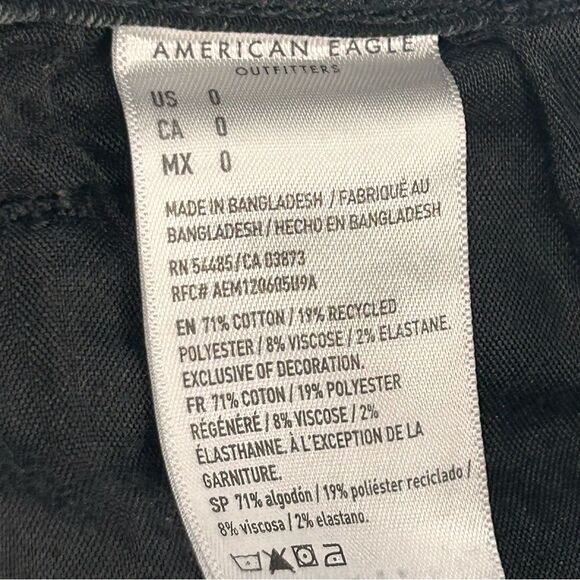 AMERICAN EAGLE
OUTFITTERS
US 0
CA 0
MX 0
MADE IN BANGLADESH / FABRIQUÉ AU
BANGLADESH / HECHO EN BANGLADESH
RN 54485/CA 03873
RFC# AEM120605U9A
EN 71% COTTON / 19% RECYCLED
POLYESTER / 8% VISCOSE / 2% ELASTANE.
EXCLUSIVE OF DECORATION.
FR 71% COTON / 19% POLYESTER
RÉGÉNÉRÉ / 8% VISCOSE / 2%
ÉLASTHANNE. À L'EXCEPTION DE LA
GARNITURE.
SP 71% algodón / 19% poliéster reciclado /
8% viscosa / 2% elastano.